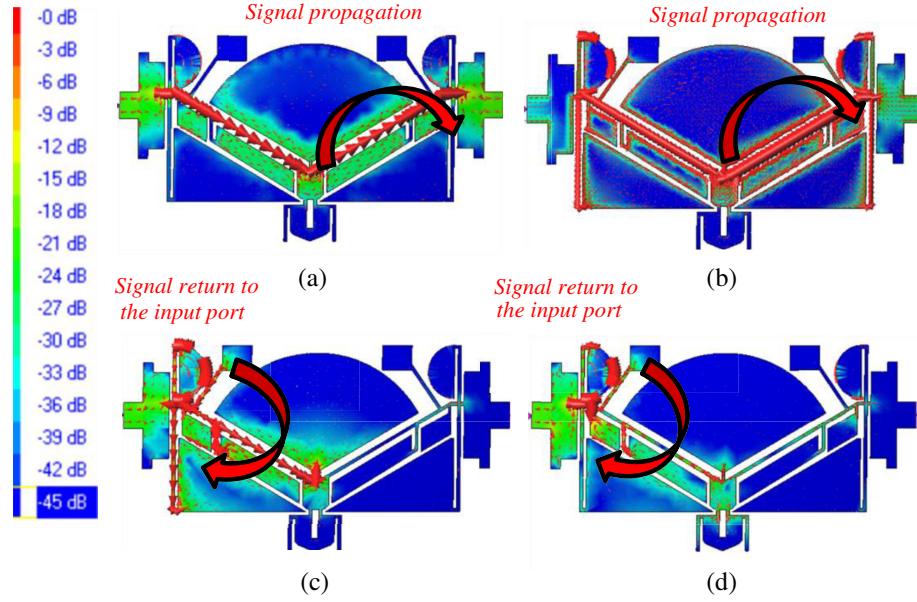 -0 dB
-3 dB
-6 dB
-9 dB
-12 dB
-15 dB
-18 dB
-21 dB
-24 dB
-27 dB
-30 dB
-33 dB
-36 dB
-39 dB
-42 dB
-45 dB
Signal propagation
Signal propagation
(a)
(b)
Signal return to
the input port
Signal return to
the input port
(c)
(d)